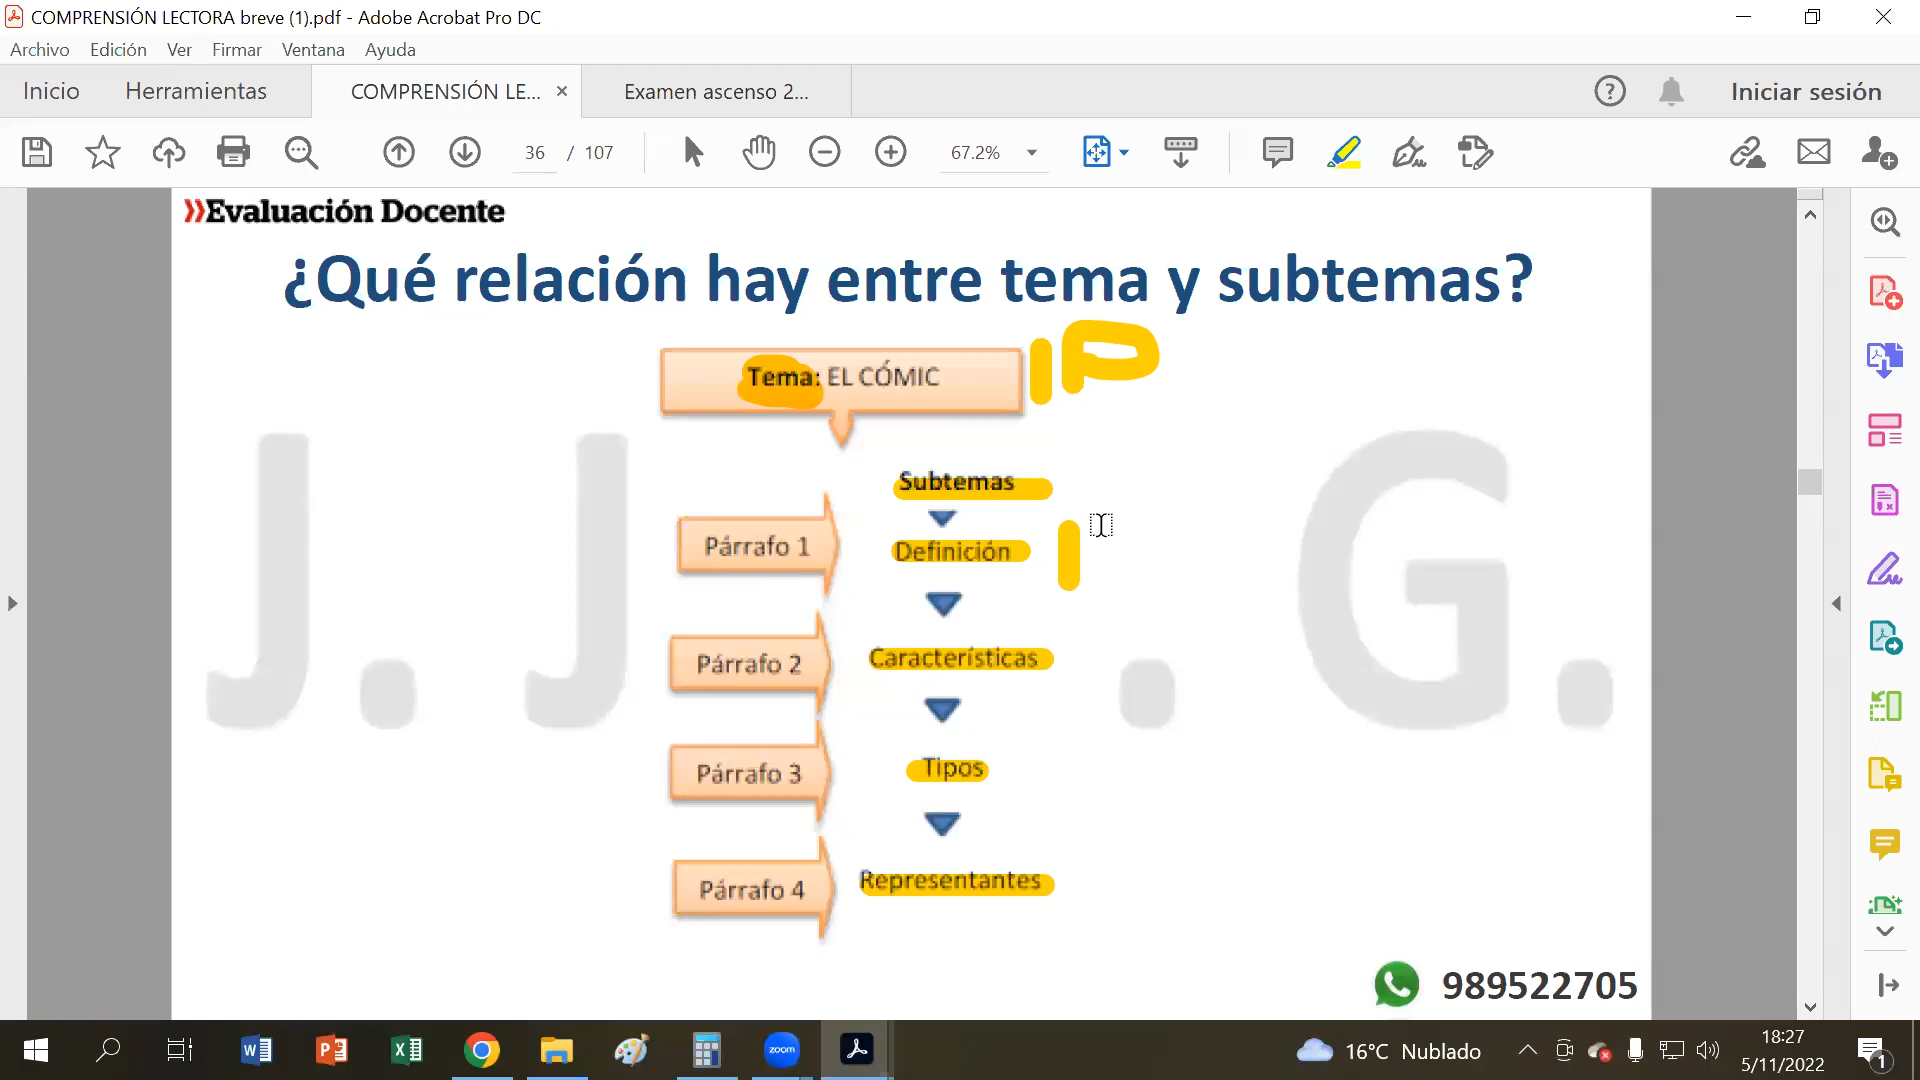 COMPRENSIÓN LECTORA breve (1).pdf - Adobe Acrobat Pro DC
Archivo Edición Ver Firmar Ventana Ayuda
Inicio Herramientas COMPRENSIÓN LE... × Examen ascenso 2... Iniciar sesión
36 / 107 67.2%
»Evaluación Docente
¿Qué relación hay entre tema y subtemas?
Tema: EL CÓMIC
1P
Subtemas
Párrafo 1 Definición
Párrafo 2 Características
Párrafo 3 Tipos
Párrafo 4 Representantes
J. J. G.
989522705
zoom
16°C Nublado
18:27
5/11/2022
1